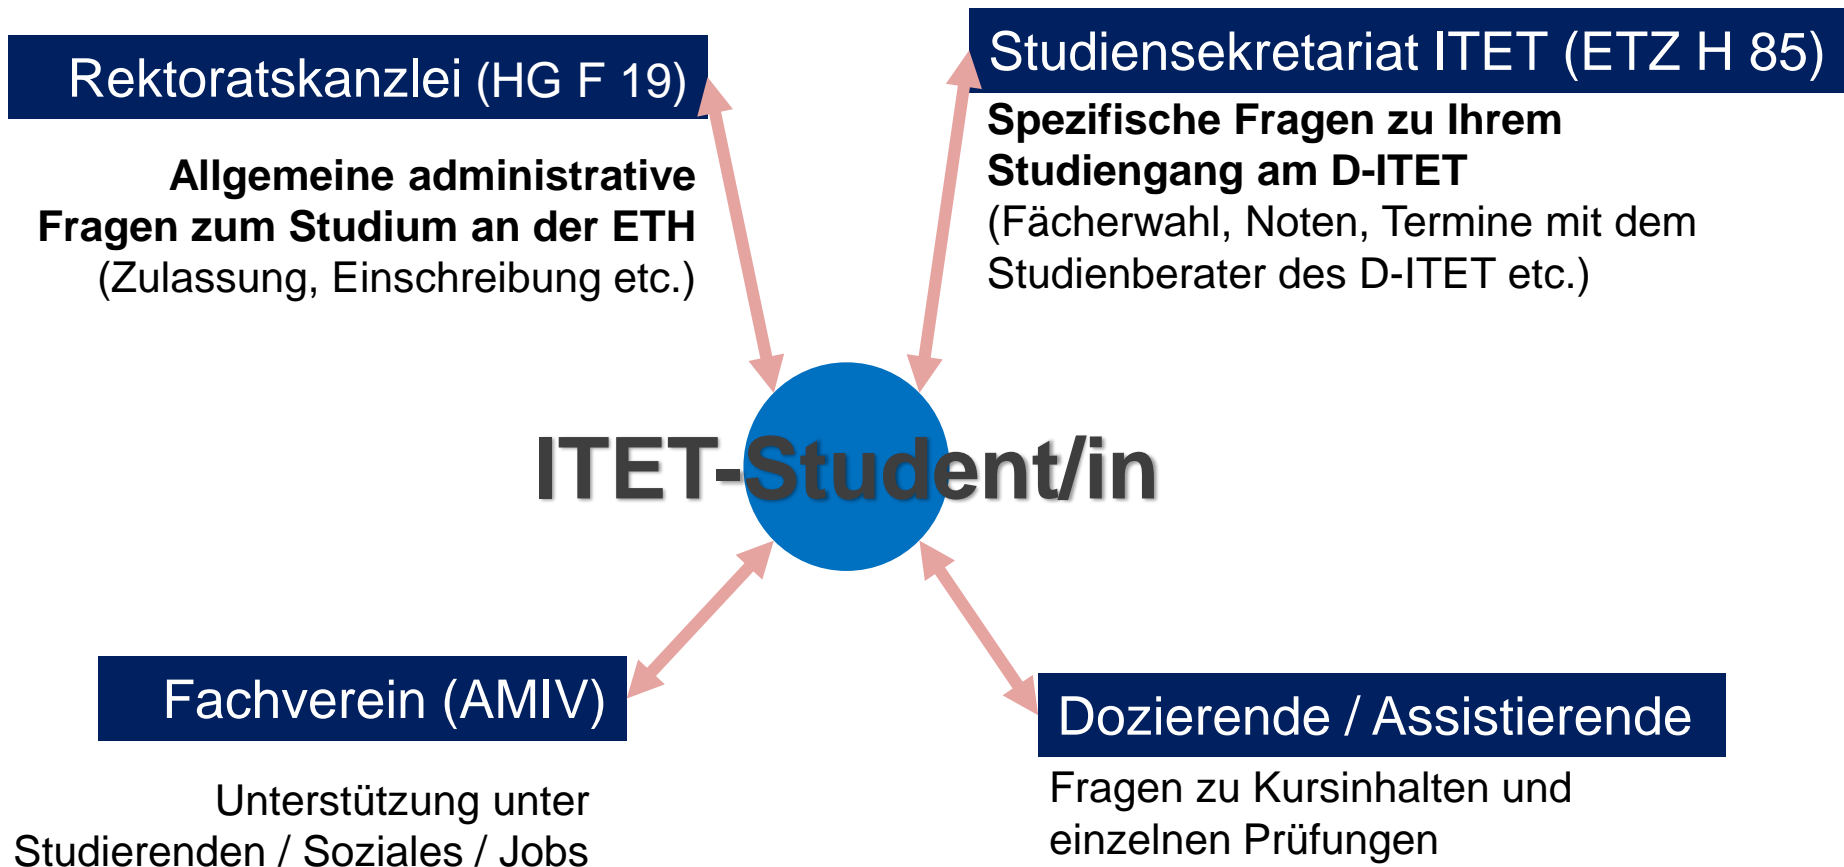 Rektoratskanzlei (HG F 19)
Allgemeine administrative
Fragen zum Studium an der ETH
(Zulassung, Einschreibung etc.)
Studiensekretariat ITET (ETZ H 85)
Spezifische Fragen zu Ihrem
Studiengang am D-ITET
(Fächerwahl, Noten, Termine mit dem
Studienberater des D-ITET etc.)
ITET-Student/in
Fachverein (AMIV)
Unterstützung unter
Studierenden / Soziales / Jobs
Dozierende / Assistierende
Fragen zu Kursinhalten und
einzelnen Prüfungen